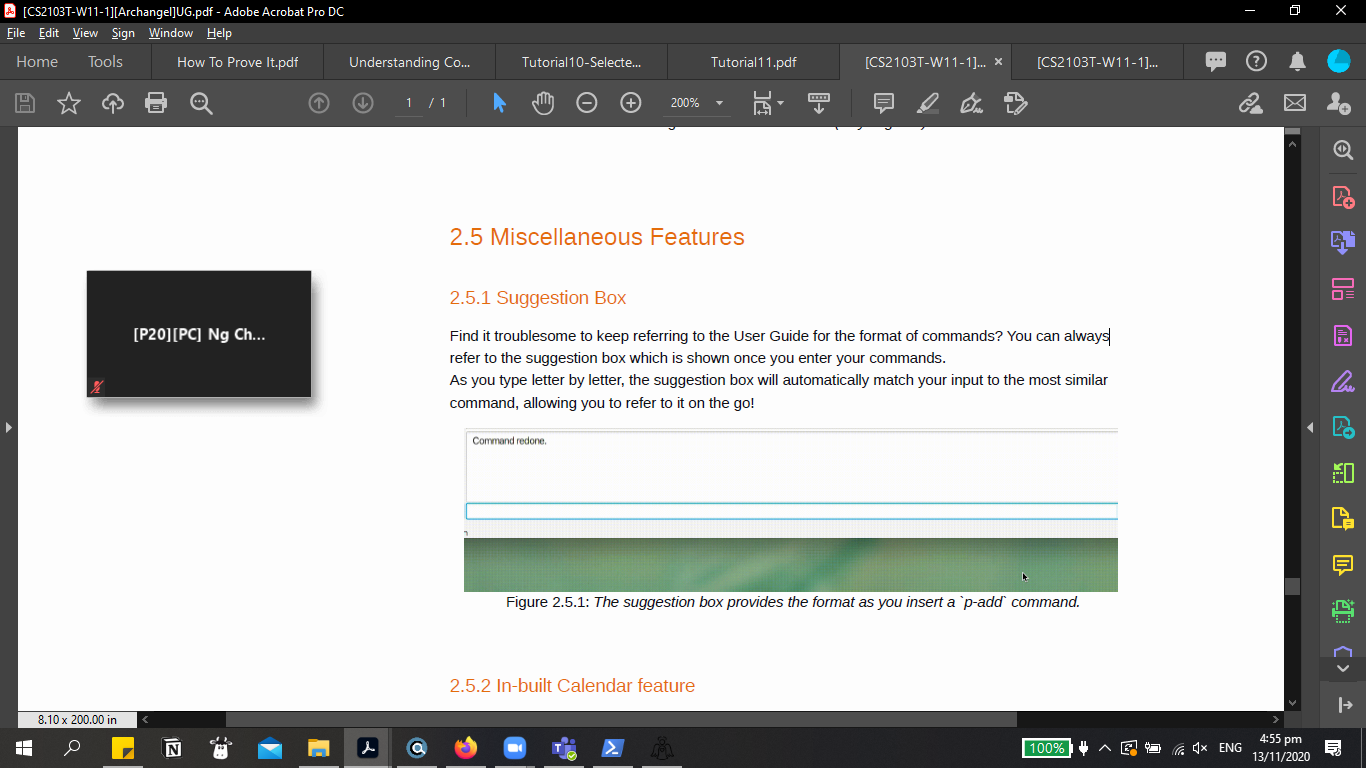 [CS2103T-W11-1][Archangel]UG.pdf - Adobe Acrobat Pro DC
File Edit View Sign Window Help
Home Tools How To Prove It.pdf Understanding Co... Tutorial10-Selecte... Tutorial11.pdf [CS2103T-W11-1]... × [CS2103T-W11-1]...
1 / 1 200%
2.5 Miscellaneous Features
2.5.1 Suggestion Box
[P20][PC] Ng Ch...
Find it troublesome to keep referring to the User Guide for the format of commands? You can always
refer to the suggestion box which is shown once you enter your commands.
As you type letter by letter, the suggestion box will automatically match your input to the most similar
command, allowing you to refer to it on the go!
Command redone.
Figure 2.5.1: The suggestion box provides the format as you insert a `p-add` command.
2.5.2 In-built Calendar feature
8.10 x 200.00 in
100% ENG 4:55 pm
13/11/2020